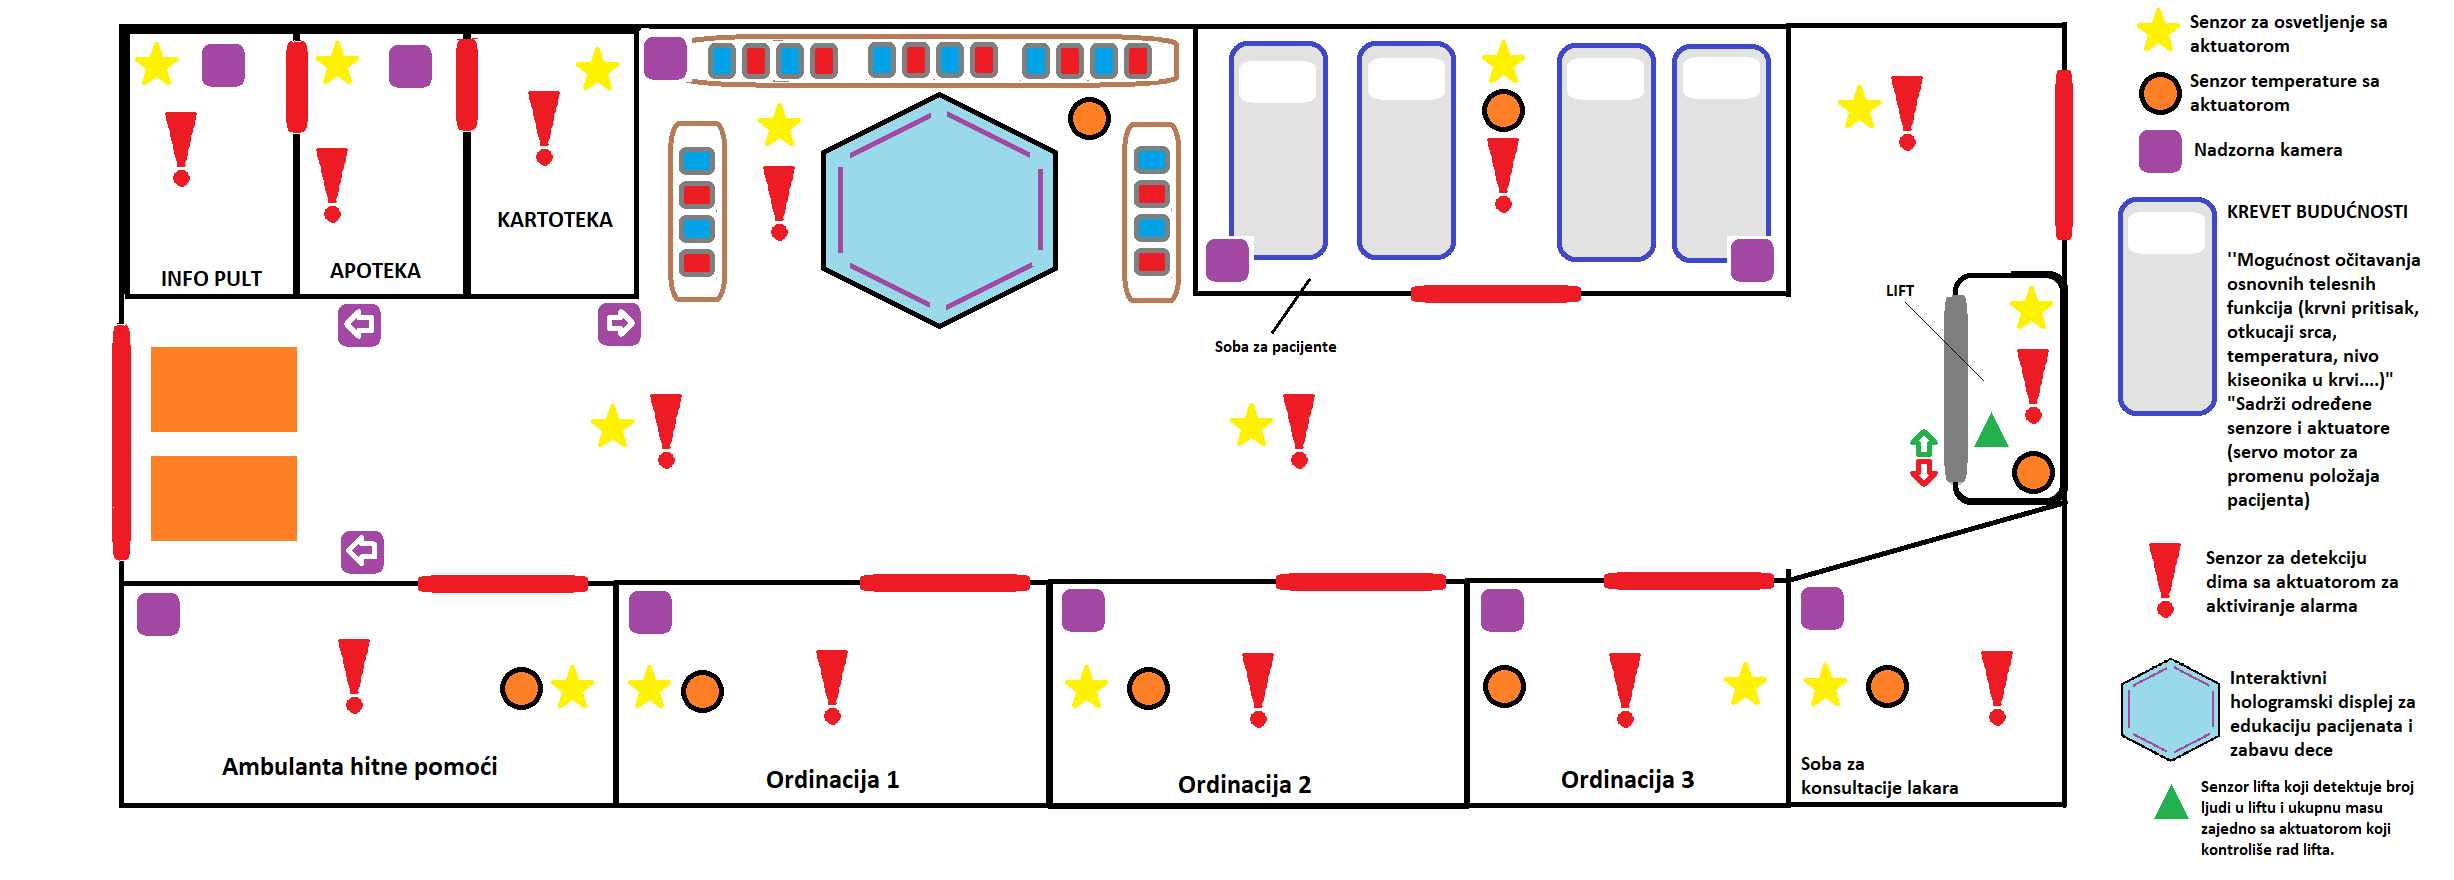 INFO PULT
APOTEKA
KARTOTEKA
Soba za pacijente
LIFT
Ambulanta hitne pomoći
Ordinacija 1
Ordinacija 2
Ordinacija 3
Soba za
konsultacije lakara
Senzor za osvetljenje sa
aktuatorom
Senzor temperature sa
aktuatorom
Nadzorna kamera
KREVET BUDUĆNOSTI
''Mogućnost očitavanja
osnovnih telesnih
funkcija (krvni pritisak,
otkucaji srca,
temperatura, nivo
kiseonika u krvi....)"
"Sadrži određene
senzore i aktuatore
(servo motor za
promenu položaja
pacijenta)
Senzor za detekciju
dima sa aktuatorom za
aktiviranje alarma
Interaktivni
hologramski displej za
edukaciju pacijenata i
zabavu dece
Senzor lifta koji detektuje broj
ljudi u liftu i ukupnu masu
zajedno sa aktuatorom koji
kontroliše rad lifta.